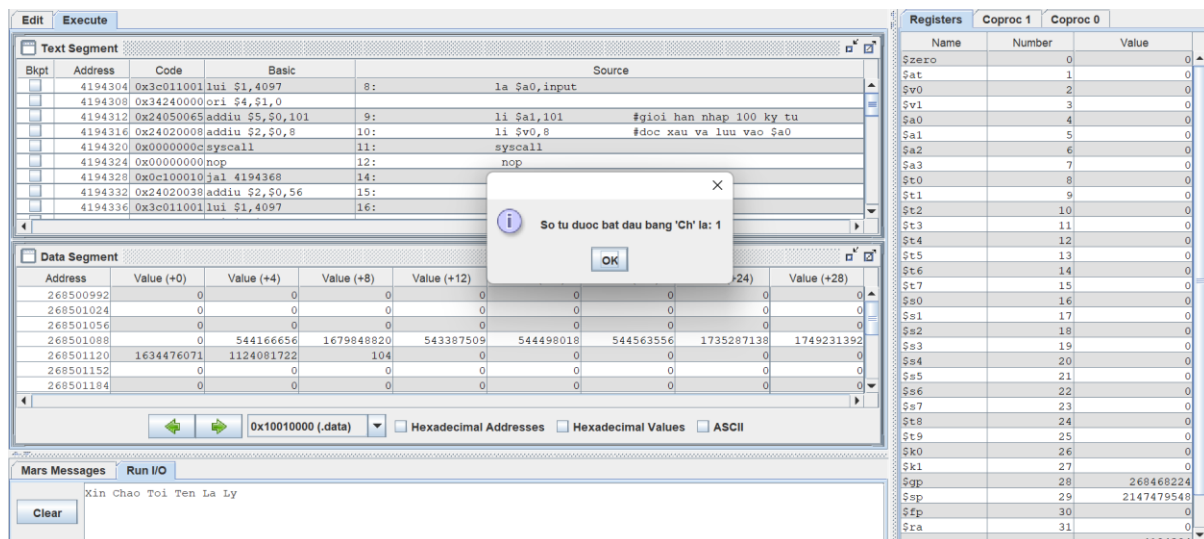 Edit Execute
Text Segment
Bkpt Address Code Basic Source
4194304 0x3c011001 lui $1,4097 8: la $a0,input
4194308 0x34240000 ori $4,$1,0
4194312 0x24050065 addiu $5,$0,101 9: li $a1,101 #gioi han nhap 100 ky tu
4194316 0x24020008 addiu $2,$0,8 10: li $v0,8 #doc xau va luu vao $a0
4194320 0x0000000c syscall 11: syscall
4194324 0x00000000 nop 12: nop
4194328 0x0c100010 jal 4194368 14:
4194332 0x24020038 addiu $2,$0,56 15:
4194336 0x3c011001 lui $1,4097 16:
So tu duoc bat dau bang 'Ch' la: 1
OK
Data Segment
Address Value (+0) Value (+4) Value (+8) Value (+12) +24) Value (+28)
268500992 0 0 0 0 0 0 0 0
268501024 0 0 0 0 0 0 0 0
268501056 0 0 0 0 0 0 0 0
268501088 0 544166656 1679848820 543387509 544498018 544563556 1735287138 1749231392
268501120 1634476071 1124081722 104 0 0 0 0 0
268501152 0 0 0 0 0 0 0 0
268501184 0 0 0 0 0 0 0 0
0x10010000 (.data) Hexadecimal Addresses Hexadecimal Values ASCII
Mars Messages Run I/O
Xin Chao Toi Ten La Ly
Clear
Registers Coproc 1 Coproc 0
Name Number Value
$zero 0 0
$at 1 0
$v0 2 0
$v1 3 0
$a0 4 0
$a1 5 0
$a2 6 0
$a3 7 0
$t0 8 0
$t1 9 0
$t2 10 0
$t3 11 0
$t4 12 0
$t5 13 0
$t6 14 0
$t7 15 0
$s0 16 0
$s1 17 0
$s2 18 0
$s3 19 0
$s4 20 0
$s5 21 0
$s6 22 0
$s7 23 0
$t8 24 0
$t9 25 0
$k0 26 0
$k1 27 0
$gp 28 268468224
$sp 29 2147479548
$fp 30 0
$ra 31 0